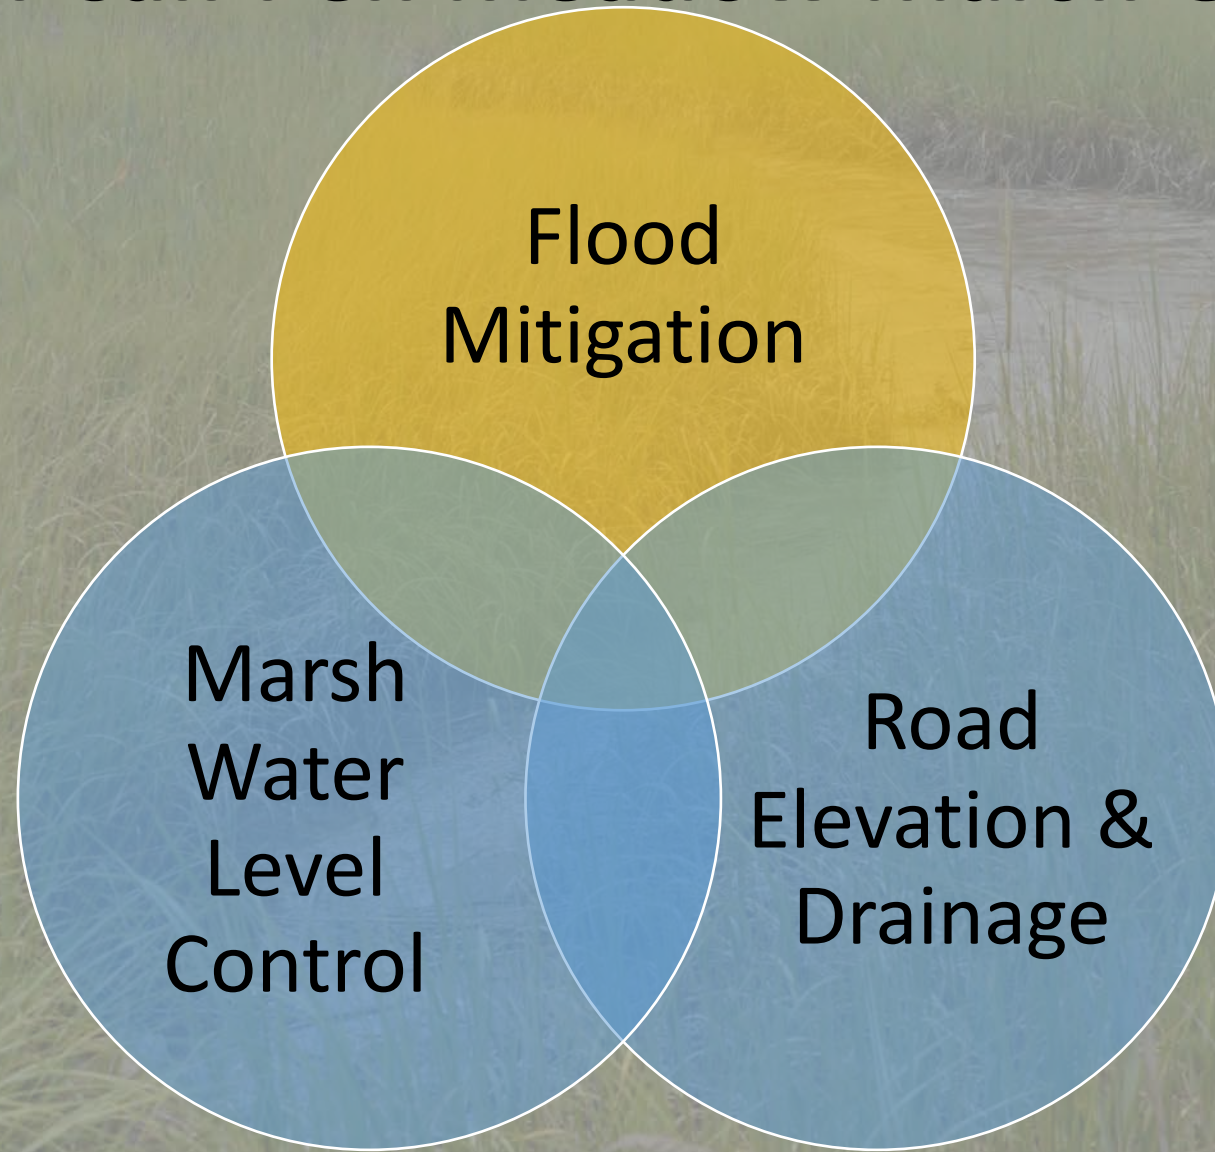 Flood
Mitigation
Marsh
Water
Level
Control
Road
Elevation &
Drainage